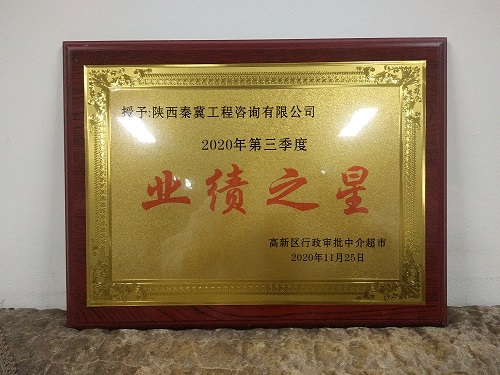 授予:陕西秦冀工程咨询有限公司
2020年第三季度
业绩之星
高新区行政审批中介超市
2020年11月25日